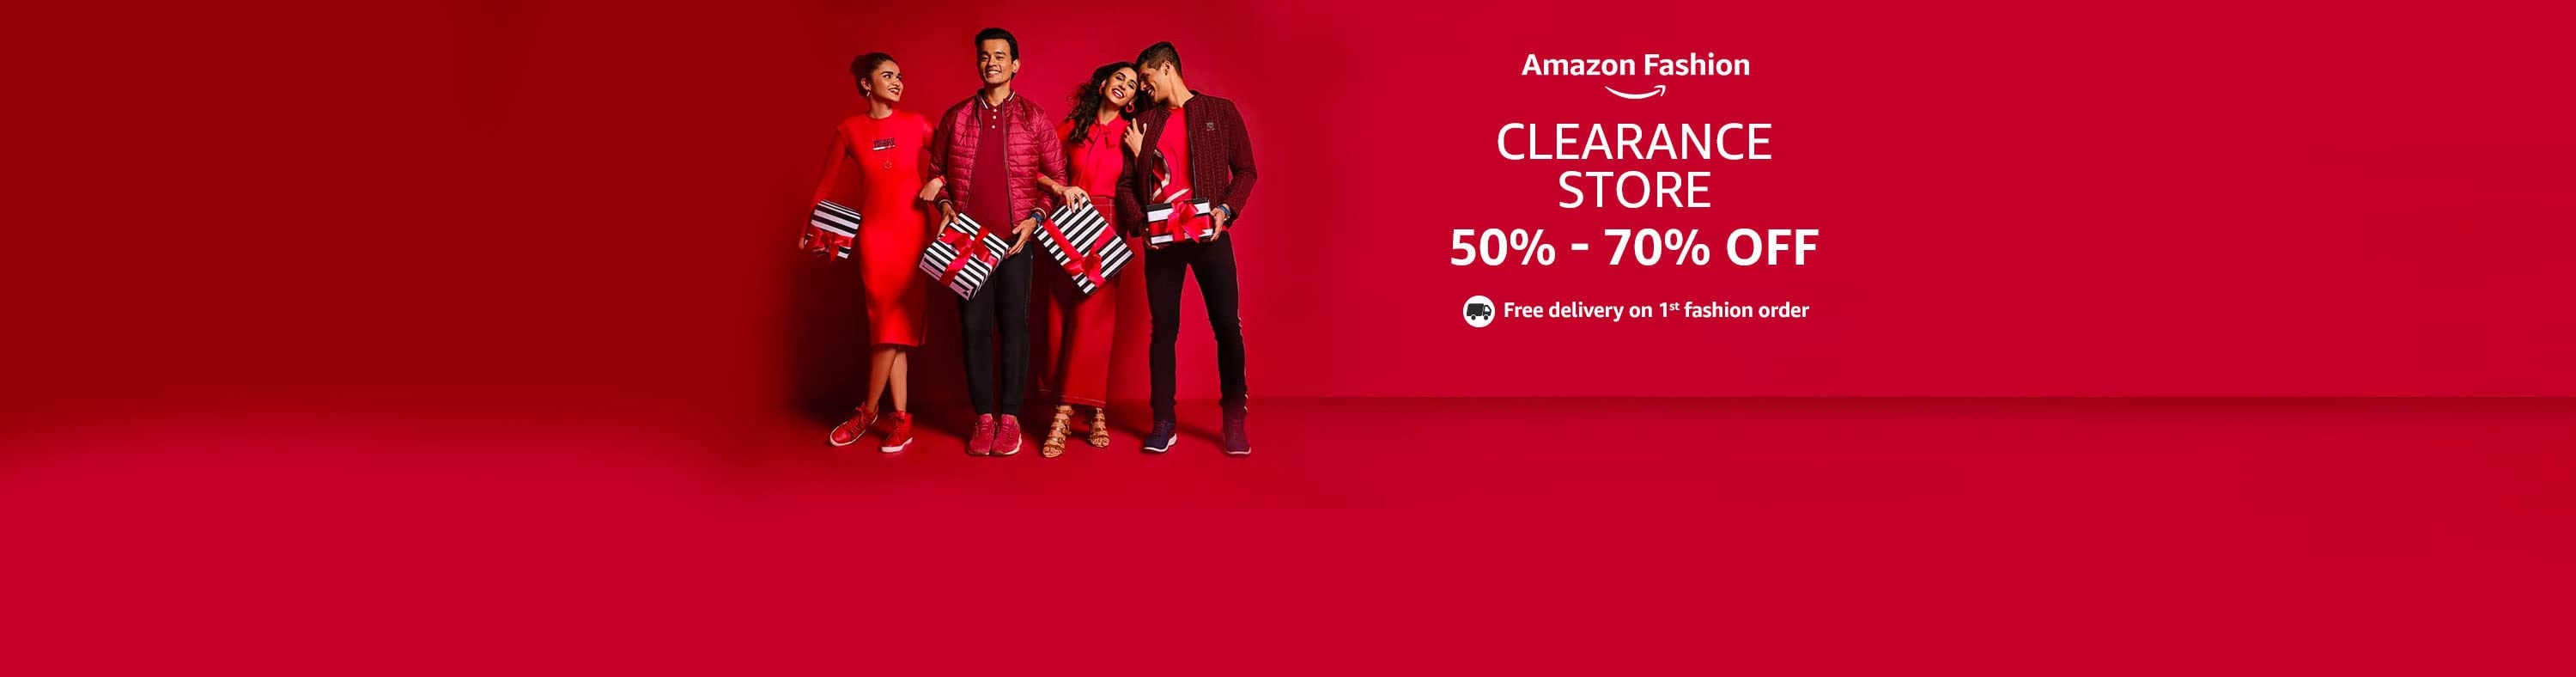 Amazon Fashion
CLEARANCE
STORE
50% - 70% OFF
Free delivery on 1st fashion order